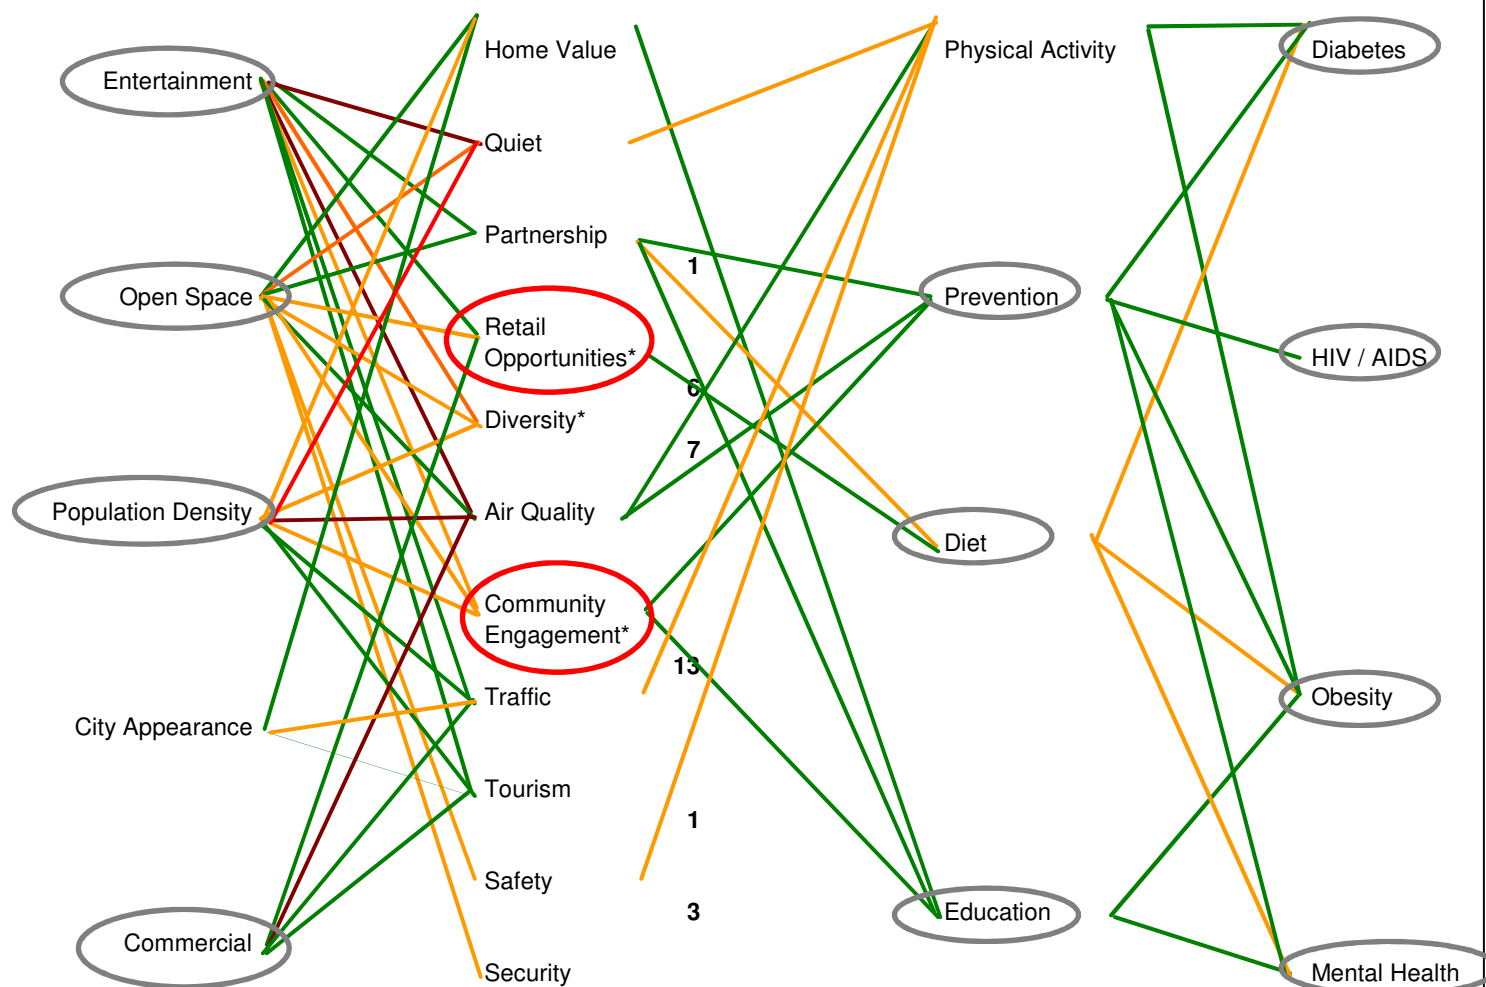 Entertainment
Open Space
Population Density
City Appearance
Commercial
Home Value
Quiet
Partnership
Retail
Opportunities*
Diversity*
Air Quality
Community
Engagement*
Traffic
Tourism
Safety
Security
1
6
7
13
1
3
Physical Activity
Prevention
Diet
Education
Diabetes
HIV / AIDS
Obesity
Mental Health